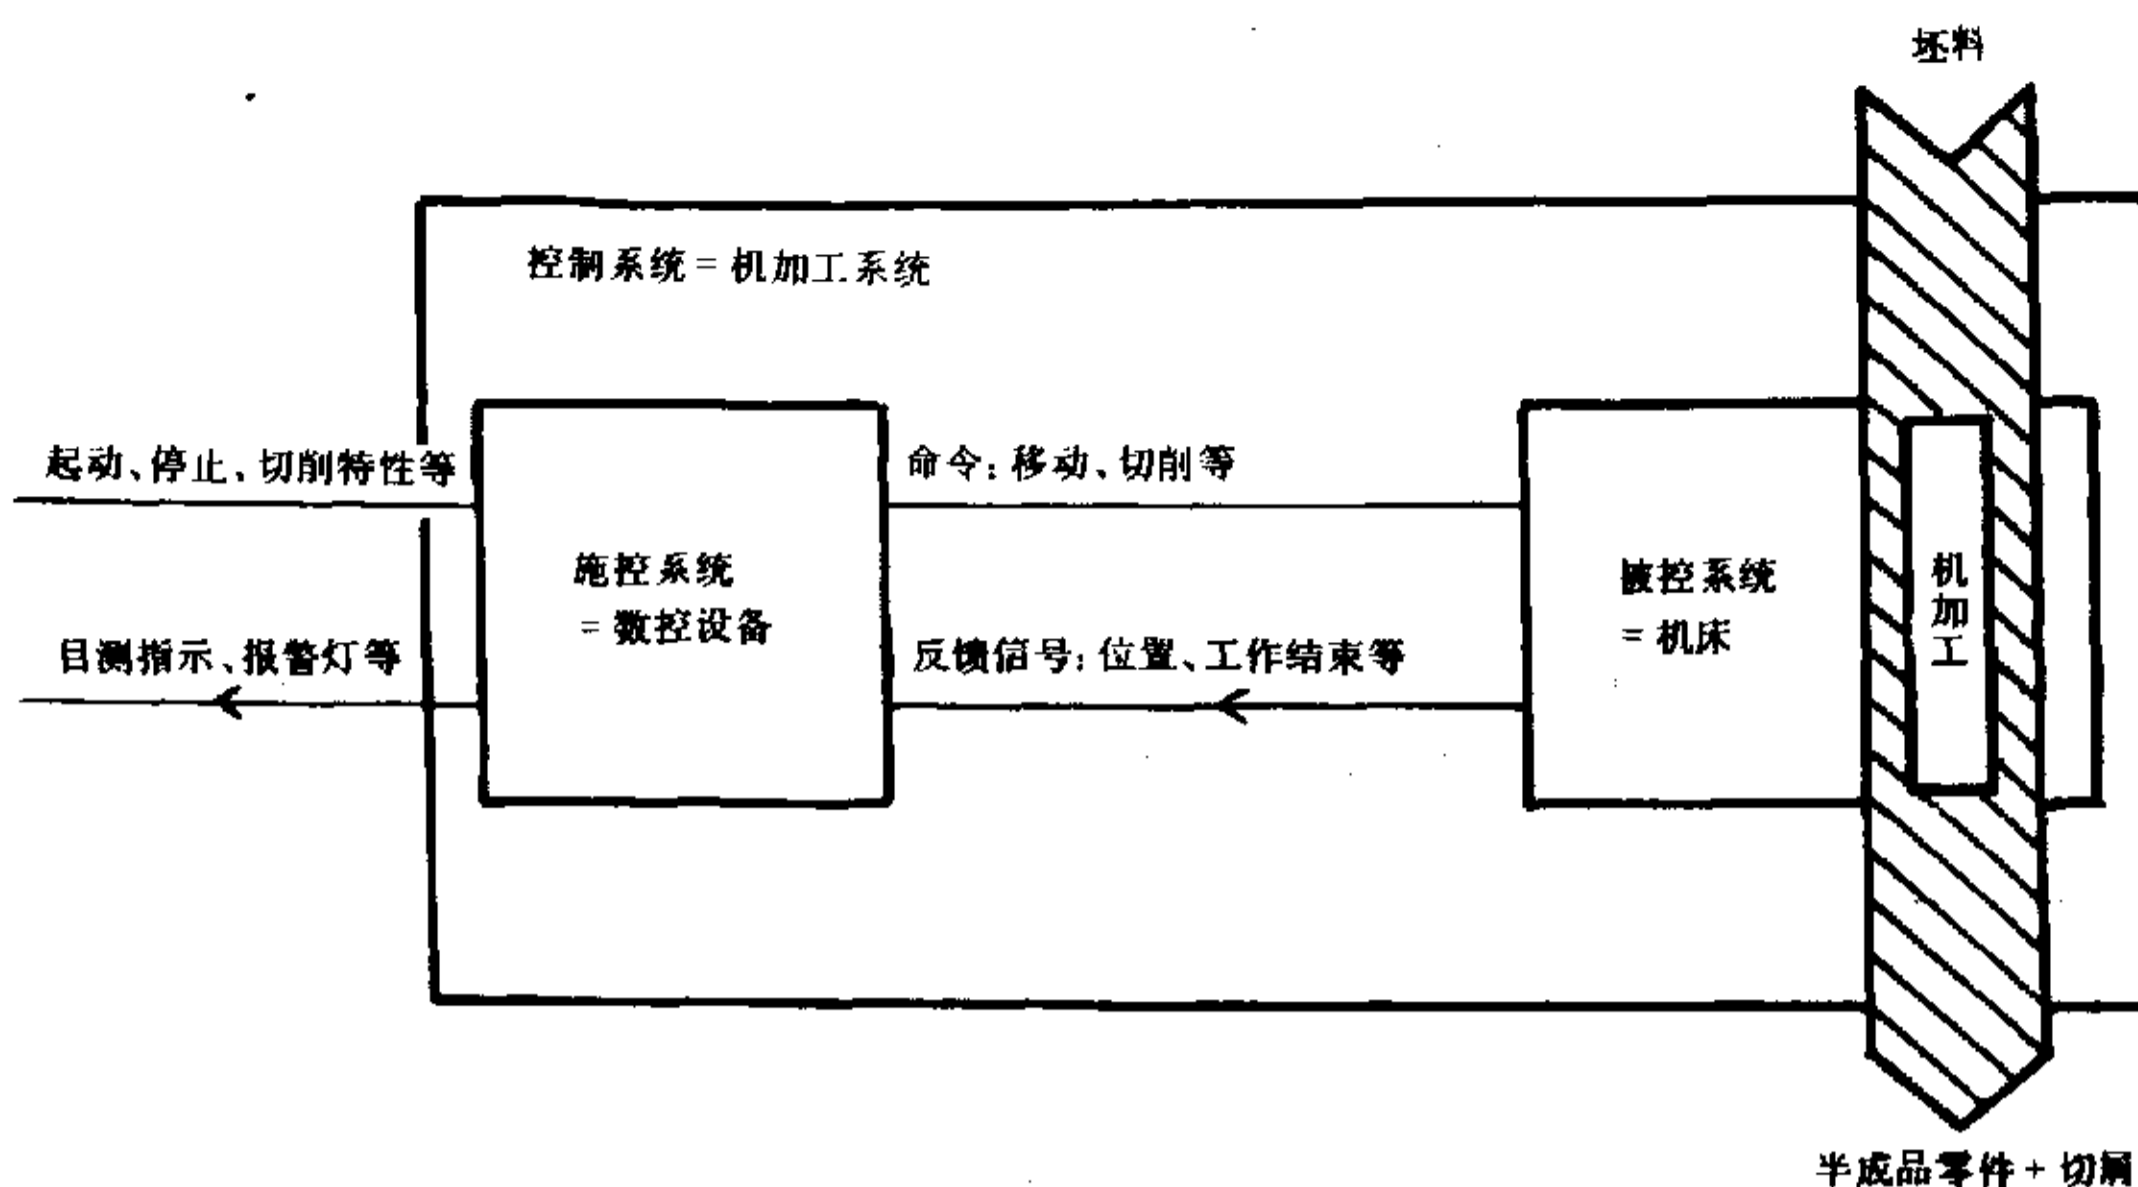 坯料
控制系统 = 机加工系统
起动、停止、切削特性等
命令: 移动、切削等
施控系统
= 数控设备
被控系统
= 机床
机加工
目测指示、报警灯等
反馈信号: 位置、工作结束等
半成品零件 + 切屑